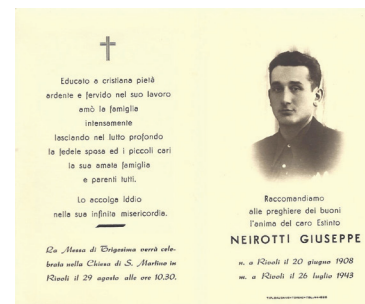 Educato a cristiana pietà
ardente e fervido nel suo lavoro
amò la famiglia
intensamente
lasciando nel lutto profondo
la fedele sposa ed i piccoli cari
la sua amata famiglia
e parenti tutti.
Lo accolga Iddio
nella sua infinita misericordia.
La Messa di Trigesima verrà cele-
brata nella Chiesa di S. Martino in
Rivoli il 29 agosto alle ore 10,30.
Raccomandiamo
alle preghiere dei buoni
l'anima del caro Estinto
NEIROTTI GIUSEPPE
n. a Rivoli il 20 giugno 1908
m. a Rivoli il 26 luglio 1943